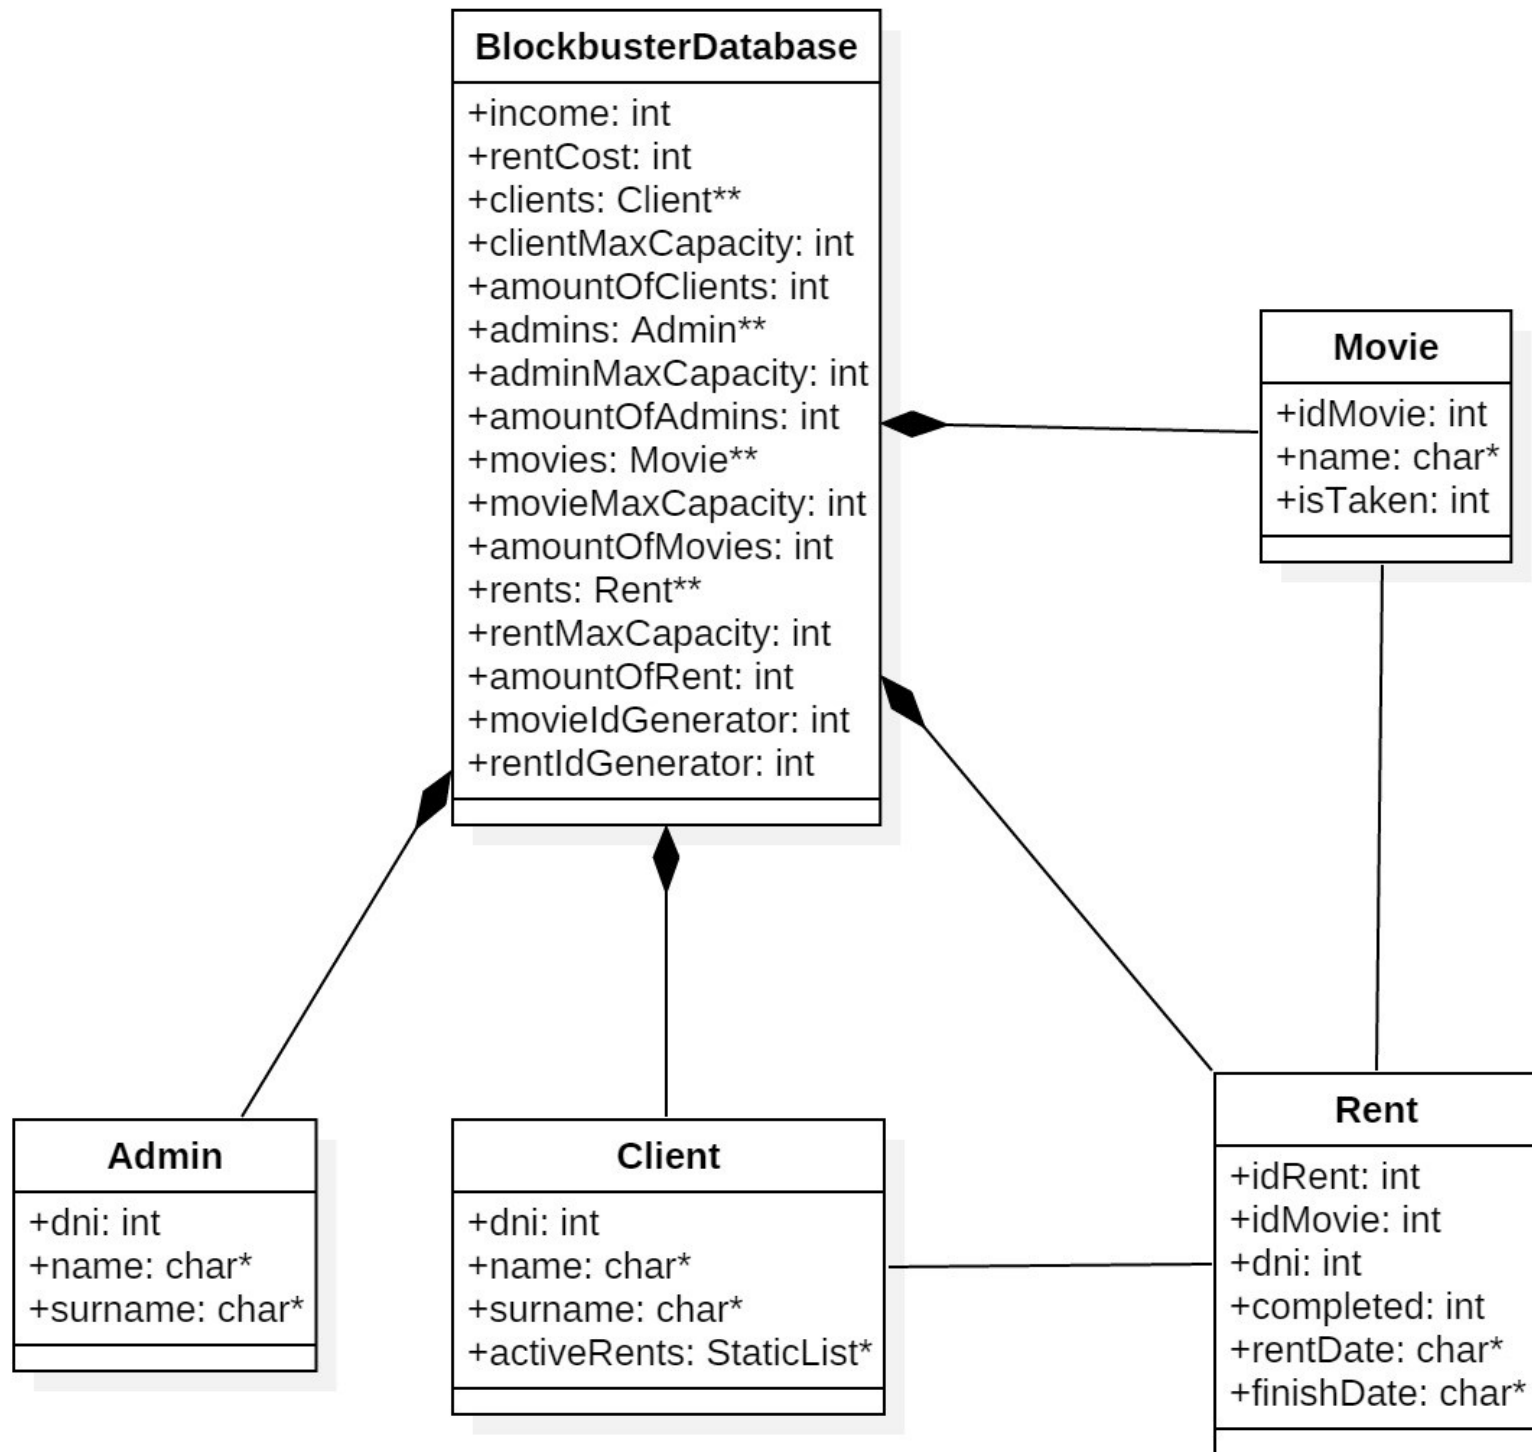 BlockbusterDatabase
+income: int
+rentCost: int
+clients: Client**
+clientMaxCapacity: int
+amountOfClients: int
+admins: Admin**
+adminMaxCapacity: int
+amountOfAdmins: int
+movies: Movie**
+movieMaxCapacity: int
+amountOfMovies: int
+rents: Rent**
+rentMaxCapacity: int
+amountOfRent: int
+movieIdGenerator: int
+rentIdGenerator: int
Movie
+idMovie: int
+name: char*
+isTaken: int
Admin
+dni: int
+name: char*
+surname: char*
Client
+dni: int
+name: char*
+surname: char*
+activeRents: StaticList*
Rent
+idRent: int
+idMovie: int
+dni: int
+completed: int
+rentDate: char*
+finishDate: char*